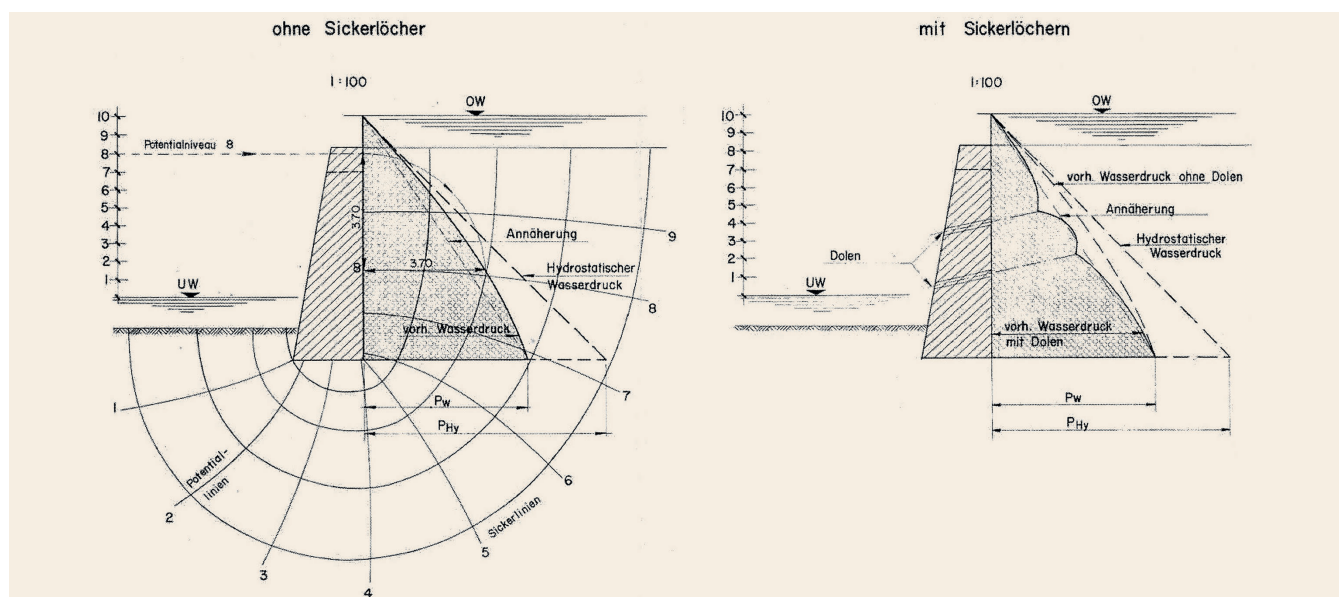 ohne Sickerlöcher
1:100
OW
10
9
8
7
6
5
4
3
2
1
Potentialniveau 8
UW
3.70
8
3.70
Annäherung
Hydrostatischer
Wasserdruck
vorh. Wasserdruck
9
8
7
6
5
4
3
2
1
Pw
PHy
Potential-
linien
Sickerlinien
mit Sickerlöchern
1:100
OW
10
9
8
7
6
5
4
3
2
1
vorh. Wasserdruck ohne Dolen
Annäherung
Hydrostatischer
Wasserdruck
Dolen
UW
vorh. Wasserdruck
mit Dolen
Pw
PHy